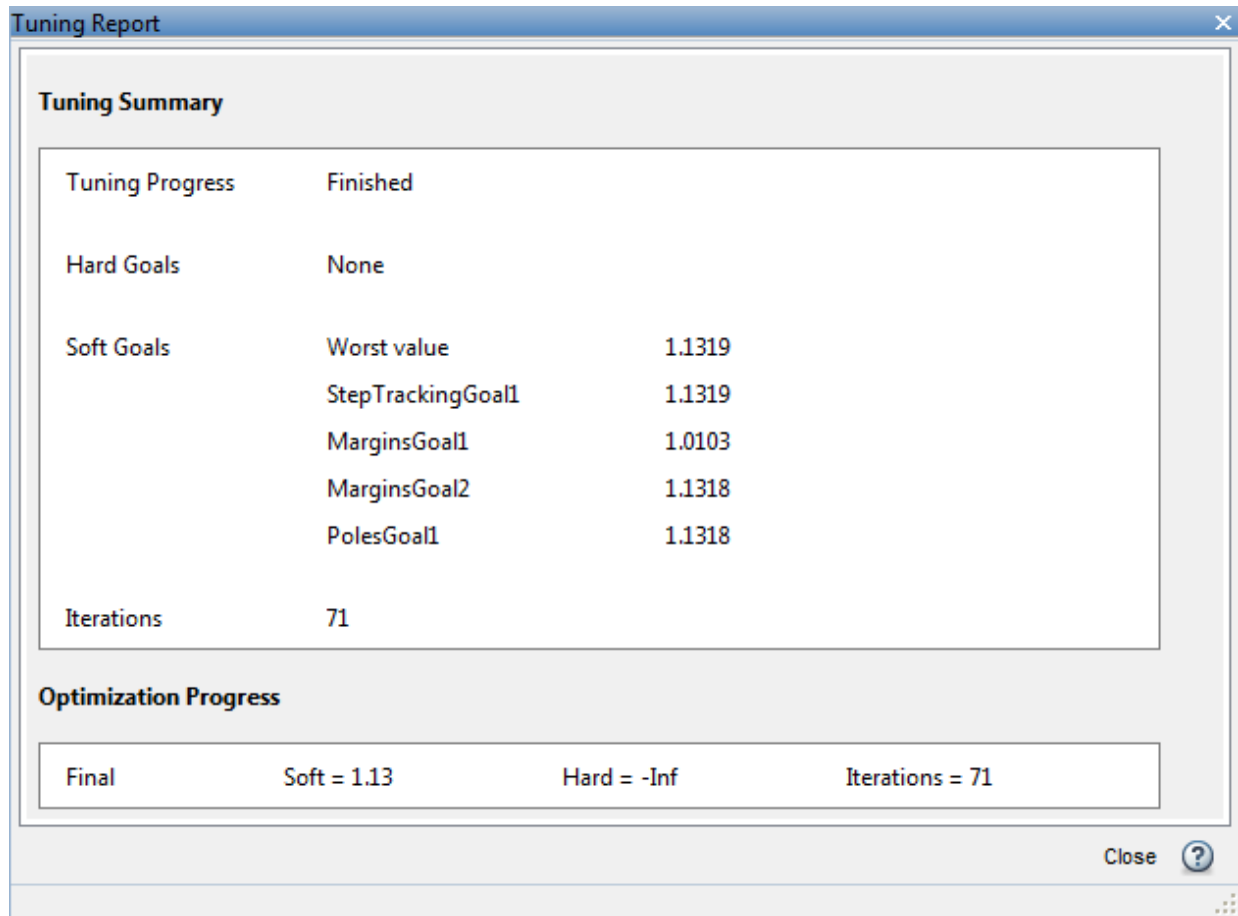 Tuning Report
Tuning Summary
Tuning Progress Finished
Hard Goals None
Soft Goals Worst value 1.1319
StepTrackingGoal1 1.1319
MarginsGoal1 1.0103
MarginsGoal2 1.1318
PolesGoal1 1.1318
Iterations 71
Optimization Progress
Final Soft = 1.13 Hard = -Inf Iterations = 71
Close ?